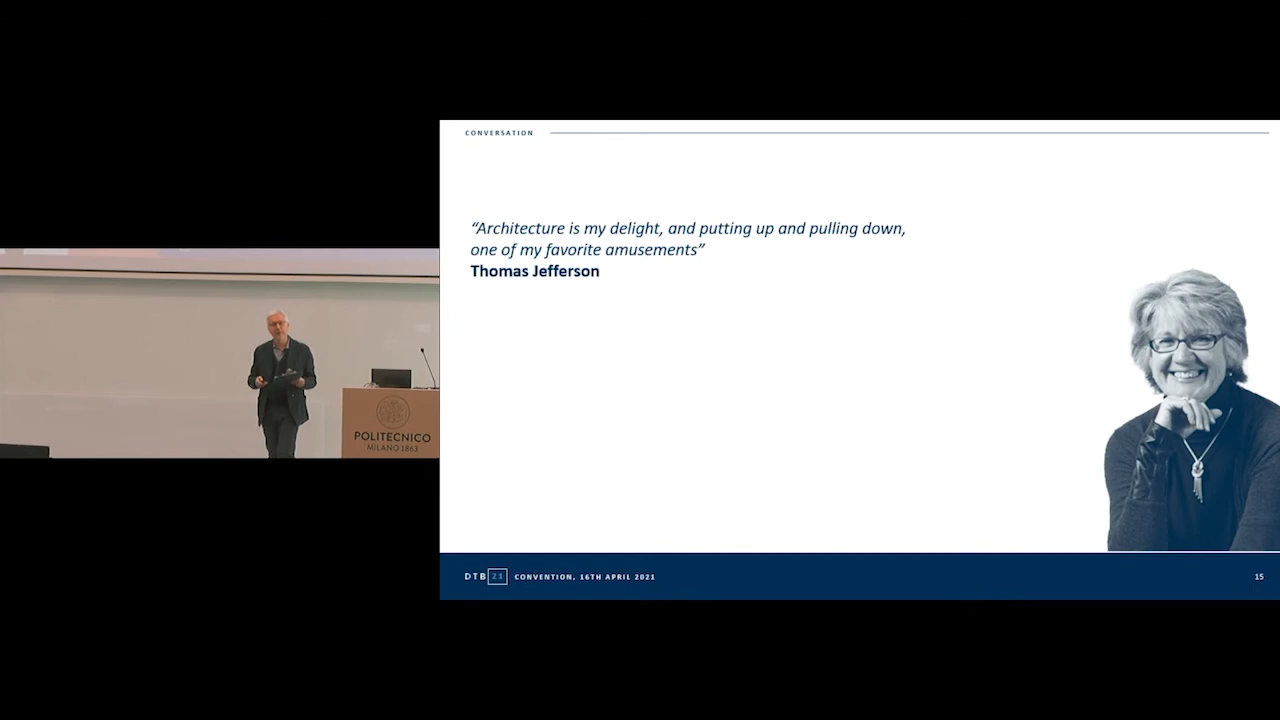 CONVERSATION
“Architecture is my delight, and putting up and pulling down,
one of my favorite amusements”
Thomas Jefferson
POLITECNICO
MILANO 1863
DTB 21 CONVENTION, 16TH APRIL 2021
15